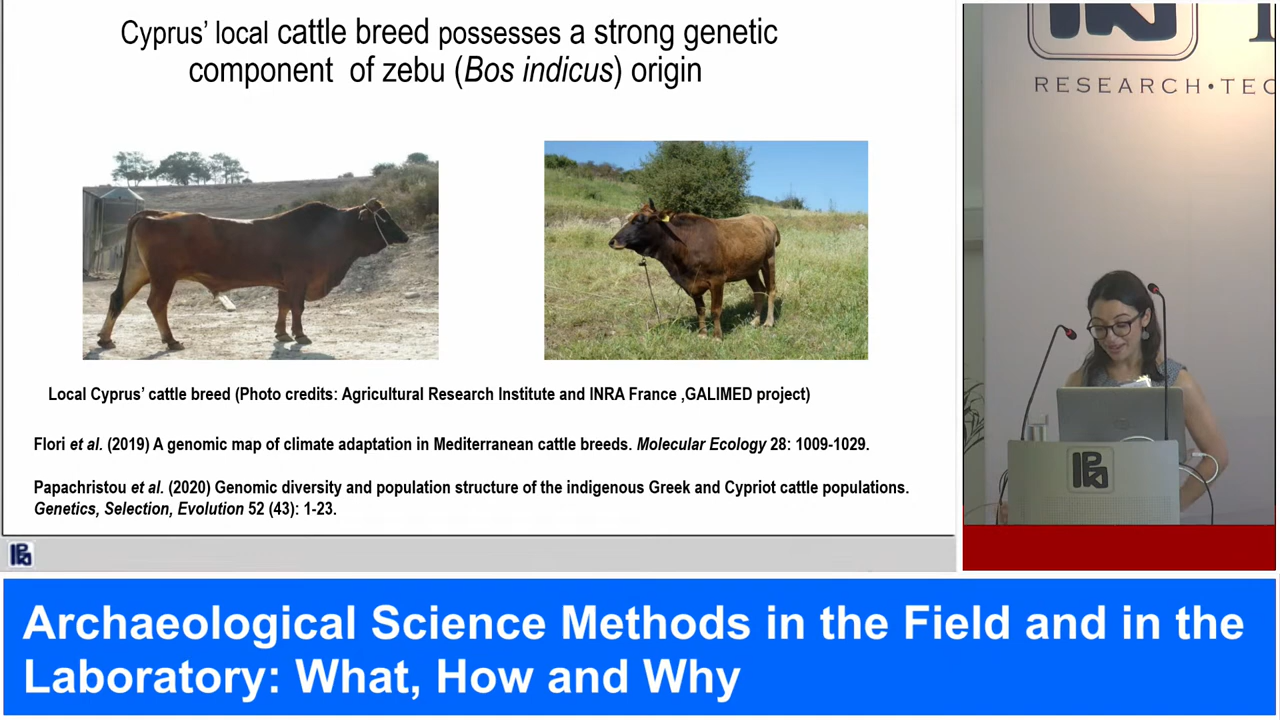 Cyprus’ local cattle breed possesses a strong genetic
component of zebu (Bos indicus) origin
Local Cyprus’ cattle breed (Photo credits: Agricultural Research Institute and INRA France ,GALIMED project)
Flori et al. (2019) A genomic map of climate adaptation in Mediterranean cattle breeds. Molecular Ecology 28: 1009-1029.
Papachristou et al. (2020) Genomic diversity and population structure of the indigenous Greek and Cypriot cattle populations.
Genetics, Selection, Evolution 52 (43): 1-23.
RESEARCH•TEC
Archaeological Science Methods in the Field and in the
Laboratory: What, How and Why